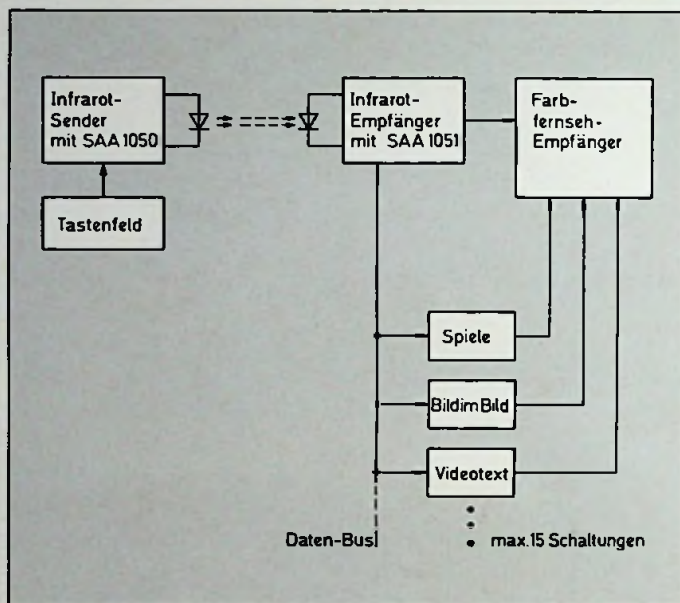 Infrarot-
Sender
mit SAA 1050
Infrarot-
Empfänger
mit SAA 1051
Farb-
fernseh-
Empfänger
Tastenfeld
Spiele
Bild im Bild
Videotext
Daten-Bus
max. 15 Schaltungen